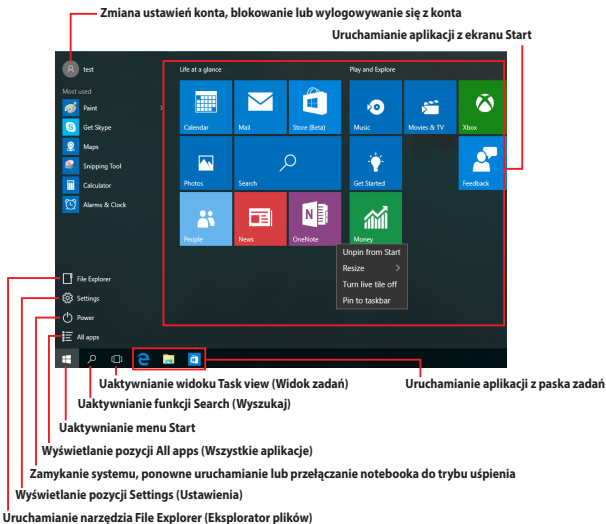 Zmiana ustawień konta, blokowanie lub wylogowywanie się z konta
Uruchamianie aplikacji z ekranu Start
test
Most used
Paint
Get Skype
Maps
Snipping Tool
Calculator
Alarms & Clock
File Explorer
Settings
Power
All apps
Life at a glance
Play and Explore
Calendar
Mail
Store (Beta)
Music
Movies & TV
Xbox
Photos
Search
Get Started
Feedback
People
News
OneNote
Money
Unpin from Start
Resize
Turn live tile off
Pin to taskbar
Uaktywnianie widoku Task view (Widok zadań)
Uruchamianie aplikacji z paska zadań
Uaktywnianie funkcji Search (Wyszukaj)
Uaktywnianie menu Start
Wyświetlanie pozycji All apps (Wszystkie aplikacje)
Zamykanie systemu, ponowne uruchamianie lub przełączanie notebooka do trybu uśpienia
Wyświetlanie pozycji Settings (Ustawienia)
Uruchamianie narzędzia File Explorer (Eksplorator plików)